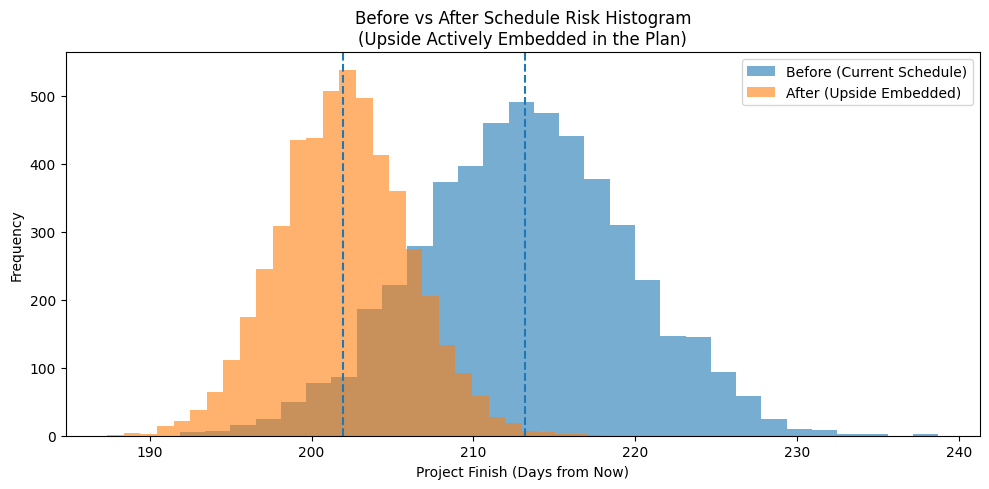 Before vs After Schedule Risk Histogram
(Upside Actively Embedded in the Plan)
Before (Current Schedule)
After (Upside Embedded)
Frequency
500
400
300
200
100
0
190 200 210 220 230 240
Project Finish (Days from Now)